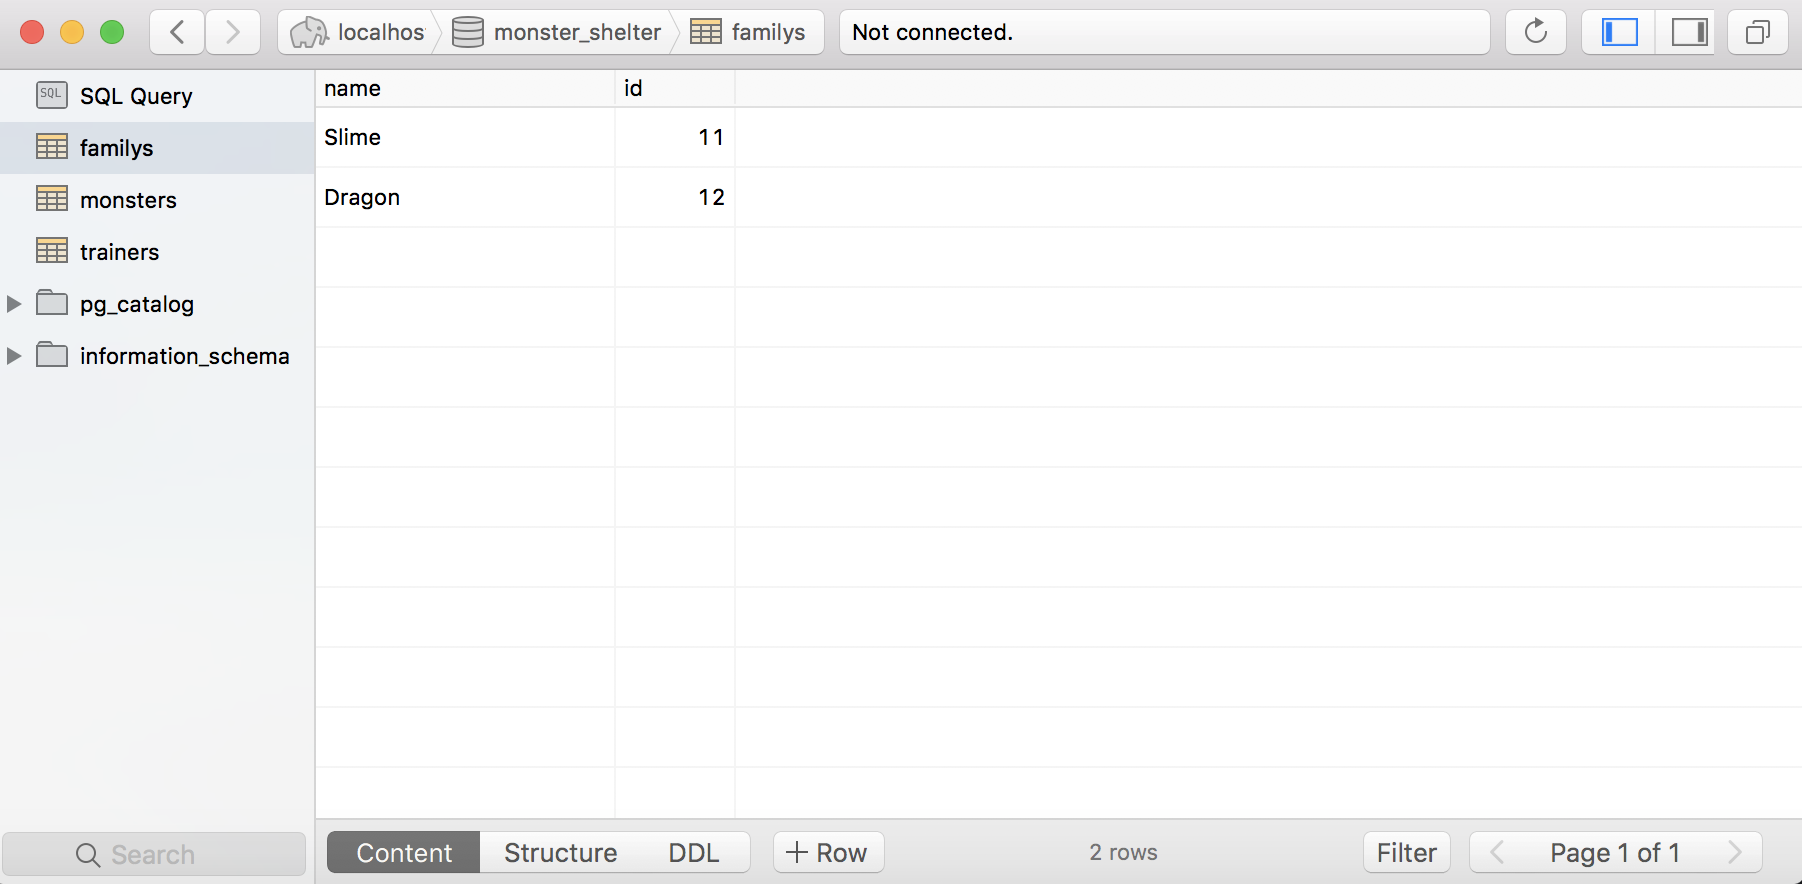 localhos monster_shelter familys Not connected.
SQL SQL Query
familys
monsters
trainers
pg_catalog
information_schema
Search
name id
Slime 11
Dragon 12
Content Structure DDL + Row 2 rows Filter Page 1 of 1